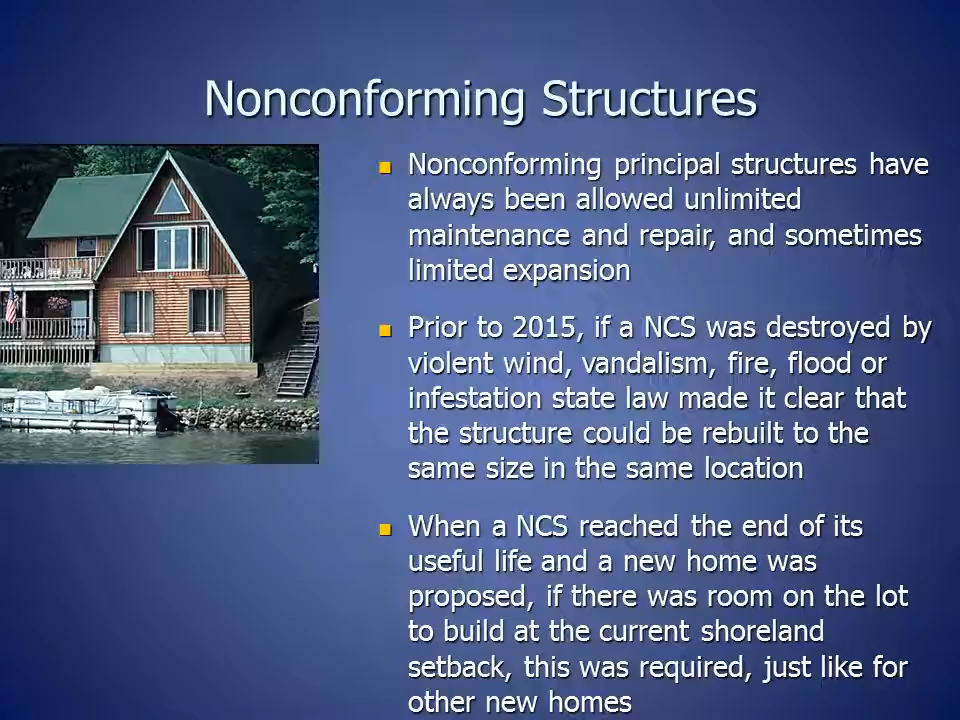 Nonconforming Structures
Nonconforming principal structures have
always been allowed unlimited
maintenance and repair, and sometimes
limited expansion
Prior to 2015, if a NCS was destroyed by
violent wind, vandalism, fire, flood or
infestation state law made it clear that
the structure could be rebuilt to the
same size in the same location
When a NCS reached the end of its
useful life and a new home was
proposed, if there was room on the lot
to build at the current shoreland
setback, this was required, just like for
other new homes